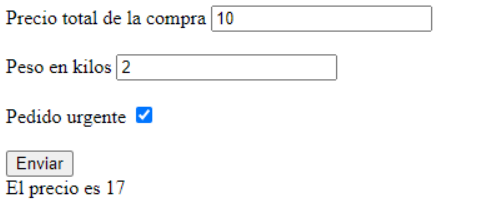 Precio total de la compra 10
Peso en kilos 2
Pedido urgente
Enviar
El precio es 17